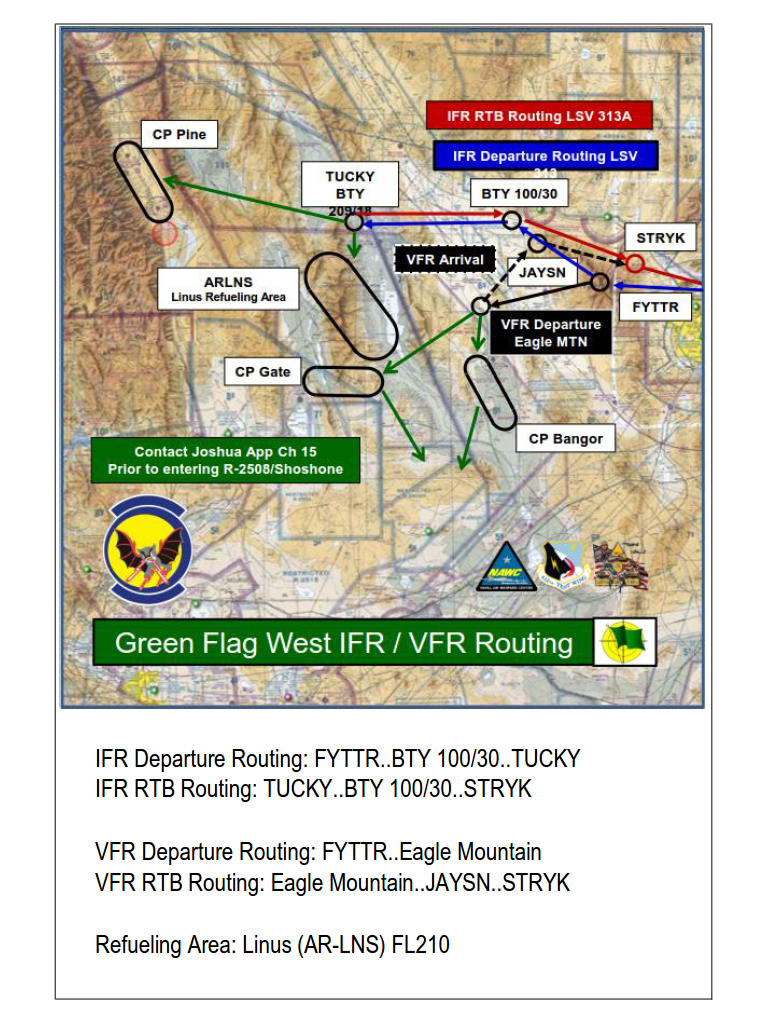 IFR RTB Routing LSV 313A
CP Pine
IFR Departure Routing LSV
313
TUCKY
BTY
209/18
BTY 100/30
STRYK
VFR Arrival
JAYSN
ARLNS
Linus Refueling Area
FYTTR
VFR Departure
Eagle MTN
CP Gate
CP Bangor
Contact Joshua App Ch 15
Prior to entering R-2508/Shoshone
RESTRICTED
NAWC
Green Flag West IFR / VFR Routing
IFR Departure Routing: FYTTR..BTY 100/30..TUCKY
IFR RTB Routing: TUCKY..BTY 100/30..STRYK
VFR Departure Routing: FYTTR..Eagle Mountain
VFR RTB Routing: Eagle Mountain..JAYSN..STRYK
Refueling Area: Linus (AR-LNS) FL210